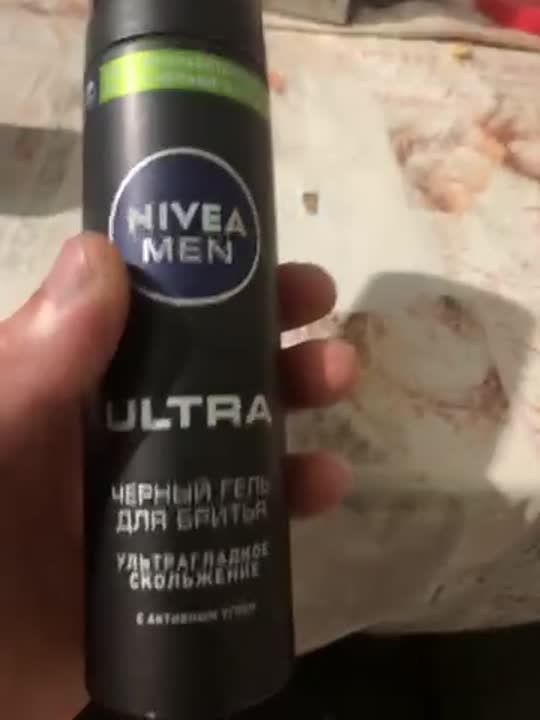 NIVEA
MEN
ULTRA
ЧЕРНЫЙ ГЕЛЬ
ДЛЯ БРИТЬЯ
УЛЬТРАГЛАДКОЕ
СКОЛЬЖЕНИЕ
С АКТИВНЫМ УГЛЕМ